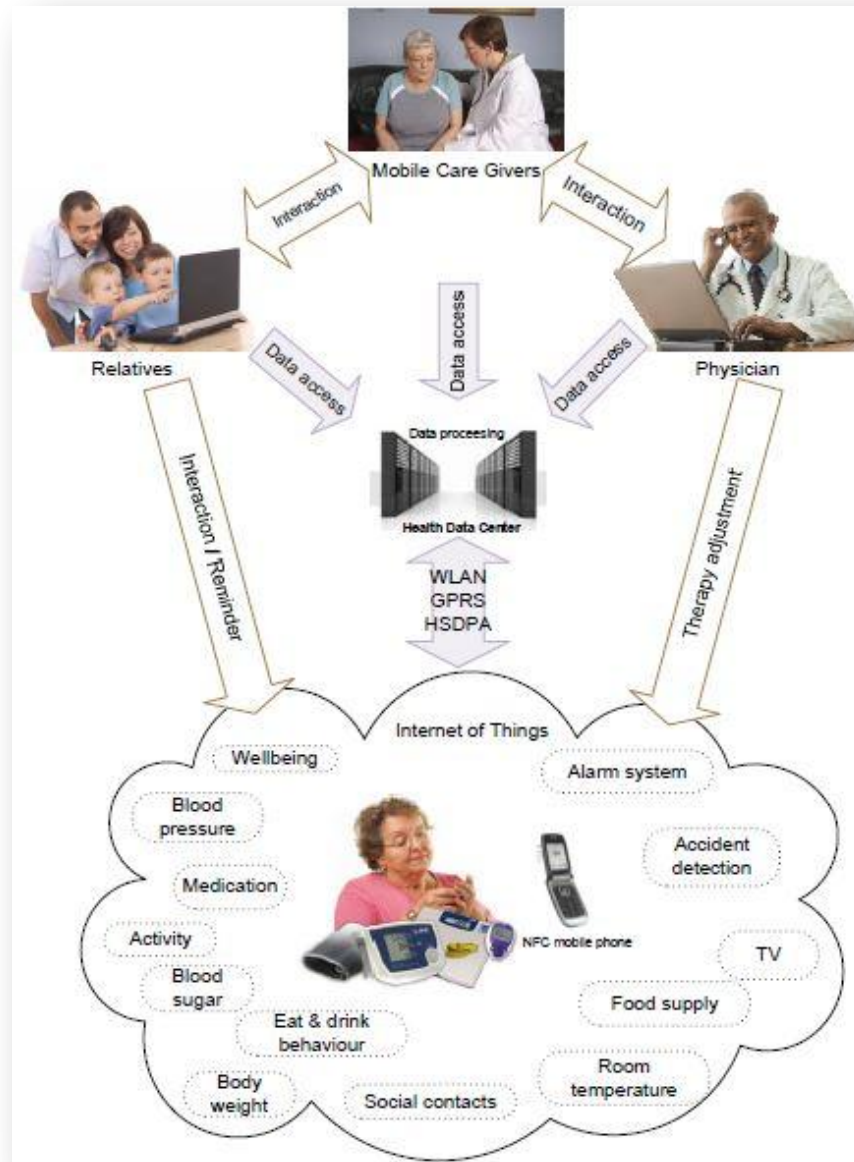 Mobile Care Givers
Interaction
Interaction
Relatives
Physician
Data access
Data access
Data access
Data proceesing
Health Data Center
Interaction / Reminder
Therapy adjustment
WLAN
GPRS
HSDPA
Internet of Things
Wellbeing
Alarm system
Blood
pressure
Accident
detection
Medication
Activity
NFC mobile phone
TV
Blood
sugar
Food supply
Eat & drink
behaviour
Room
temperature
Body
weight
Social contacts